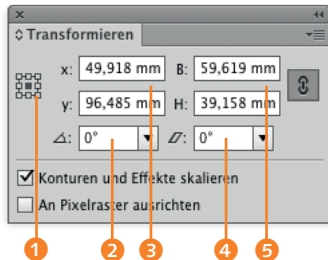 Transformieren
x: 49,918 mm B: 59,619 mm
y: 96,485 mm H: 39,158 mm
0° 0°
Konturen und Effekte skalieren
An Pixelraster ausrichten
1 2 3 4 5